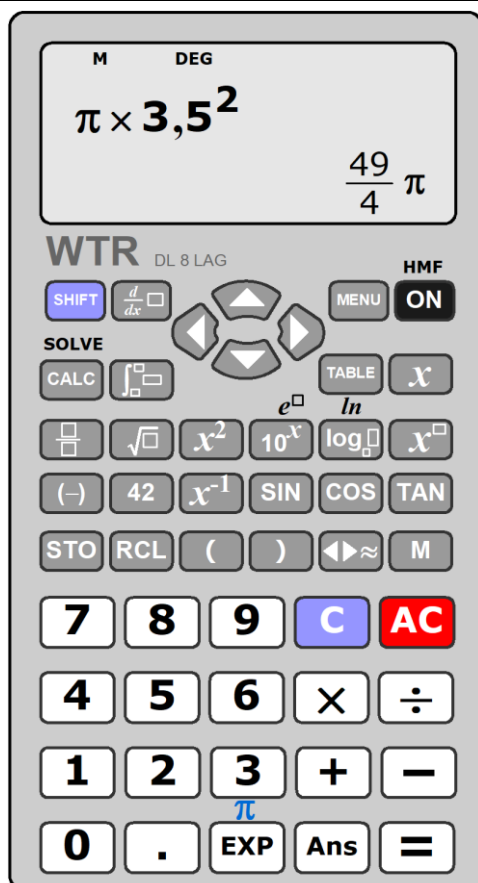 M DEG
π × 3,5²
49/4 π
WTR DL 8 LAG
HMF
SHIFT d/dx □ MENU ON
SOLVE
CALC ∫□ TABLE x
e□ ln
□/□ √□ x² 10ˣ log□ x□
(–) 42 x⁻¹ SIN COS TAN
STO RCL ( ) ◀▶≈ M
7 8 9 C AC
4 5 6 × ÷
1 2 3 + −
π
0 . EXP Ans =